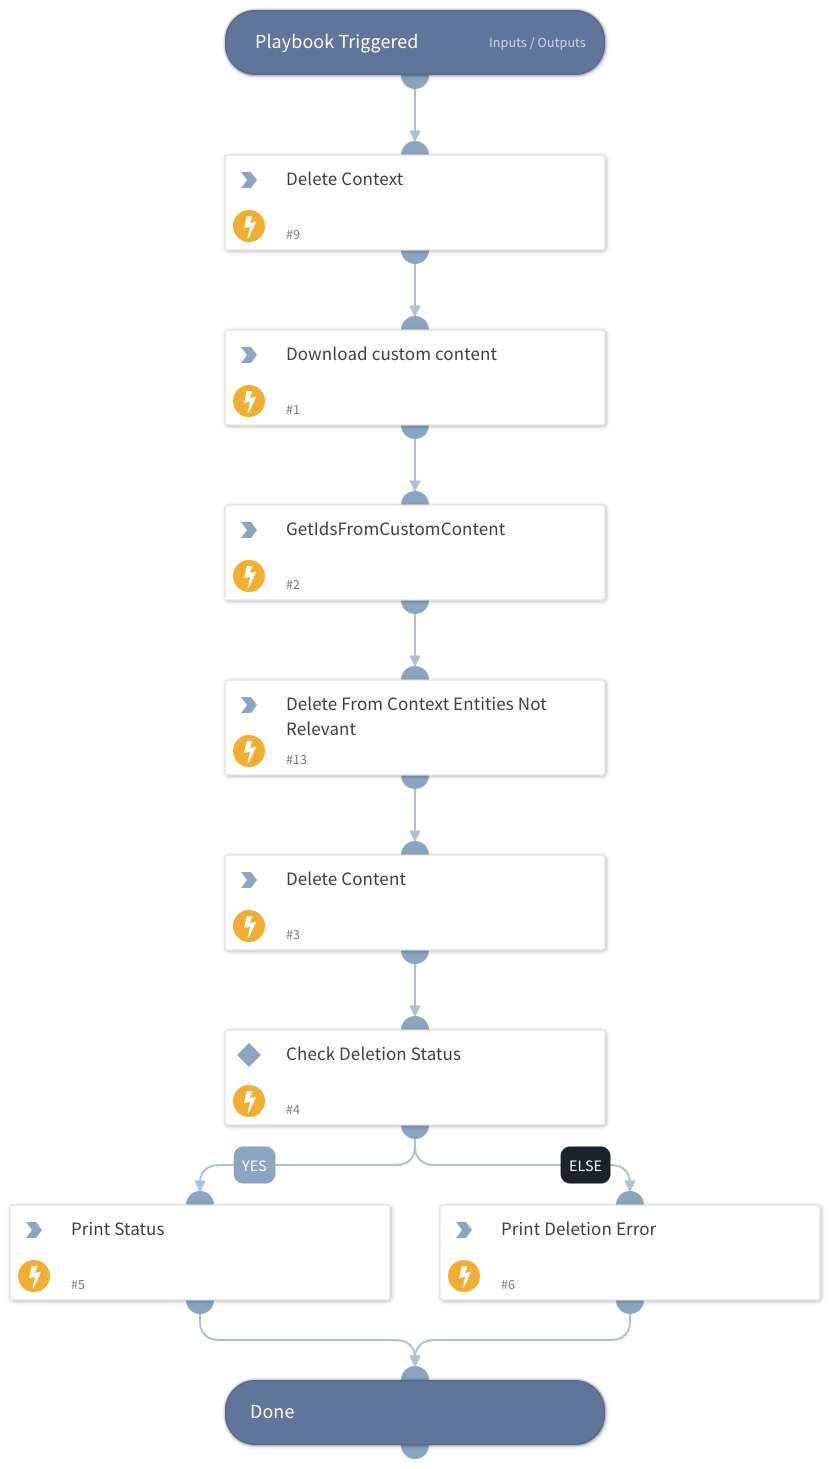 Playbook Triggered
Inputs / Outputs
Delete Context
#9
Download custom content
#1
GetIdsFromCustomContent
#2
Delete From Context Entities Not
Relevant
#13
Delete Content
#3
Check Deletion Status
#4
YES
ELSE
Print Status
#5
Print Deletion Error
#6
Done